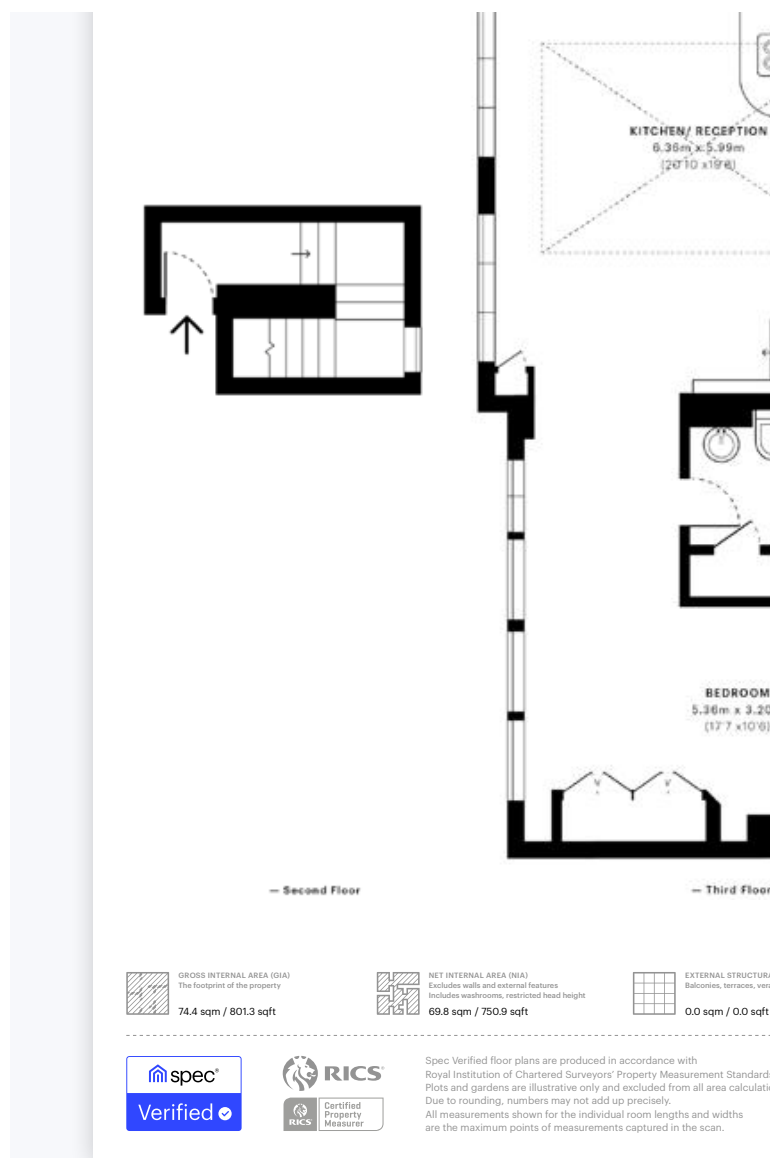 KITCHEN/ RECEPTION
6.36m x 5.99m
(20'10 x19'8)
BEDROOM
5.36m x 3.20
(17'7 x10'6)
— Second Floor
— Third Floor
GROSS INTERNAL AREA (GIA)
The footprint of the property
74.4 sqm / 801.3 sqft
NET INTERNAL AREA (NIA)
Excludes walls and external features
Includes washrooms, restricted head height
69.8 sqm / 750.9 sqft
EXTERNAL STRUCTURA
Balconies, terraces, vera
0.0 sqm / 0.0 sqft
spec
Verified
RICS
RICS
Certified
Property
Measurer
Spec Verified floor plans are produced in accordance with
Royal Institution of Chartered Surveyors' Property Measurement Standards
Plots and gardens are illustrative only and excluded from all area calculati
Due to rounding, numbers may not add up precisely.
All measurements shown for the individual room lengths and widths
are the maximum points of measurements captured in the scan.